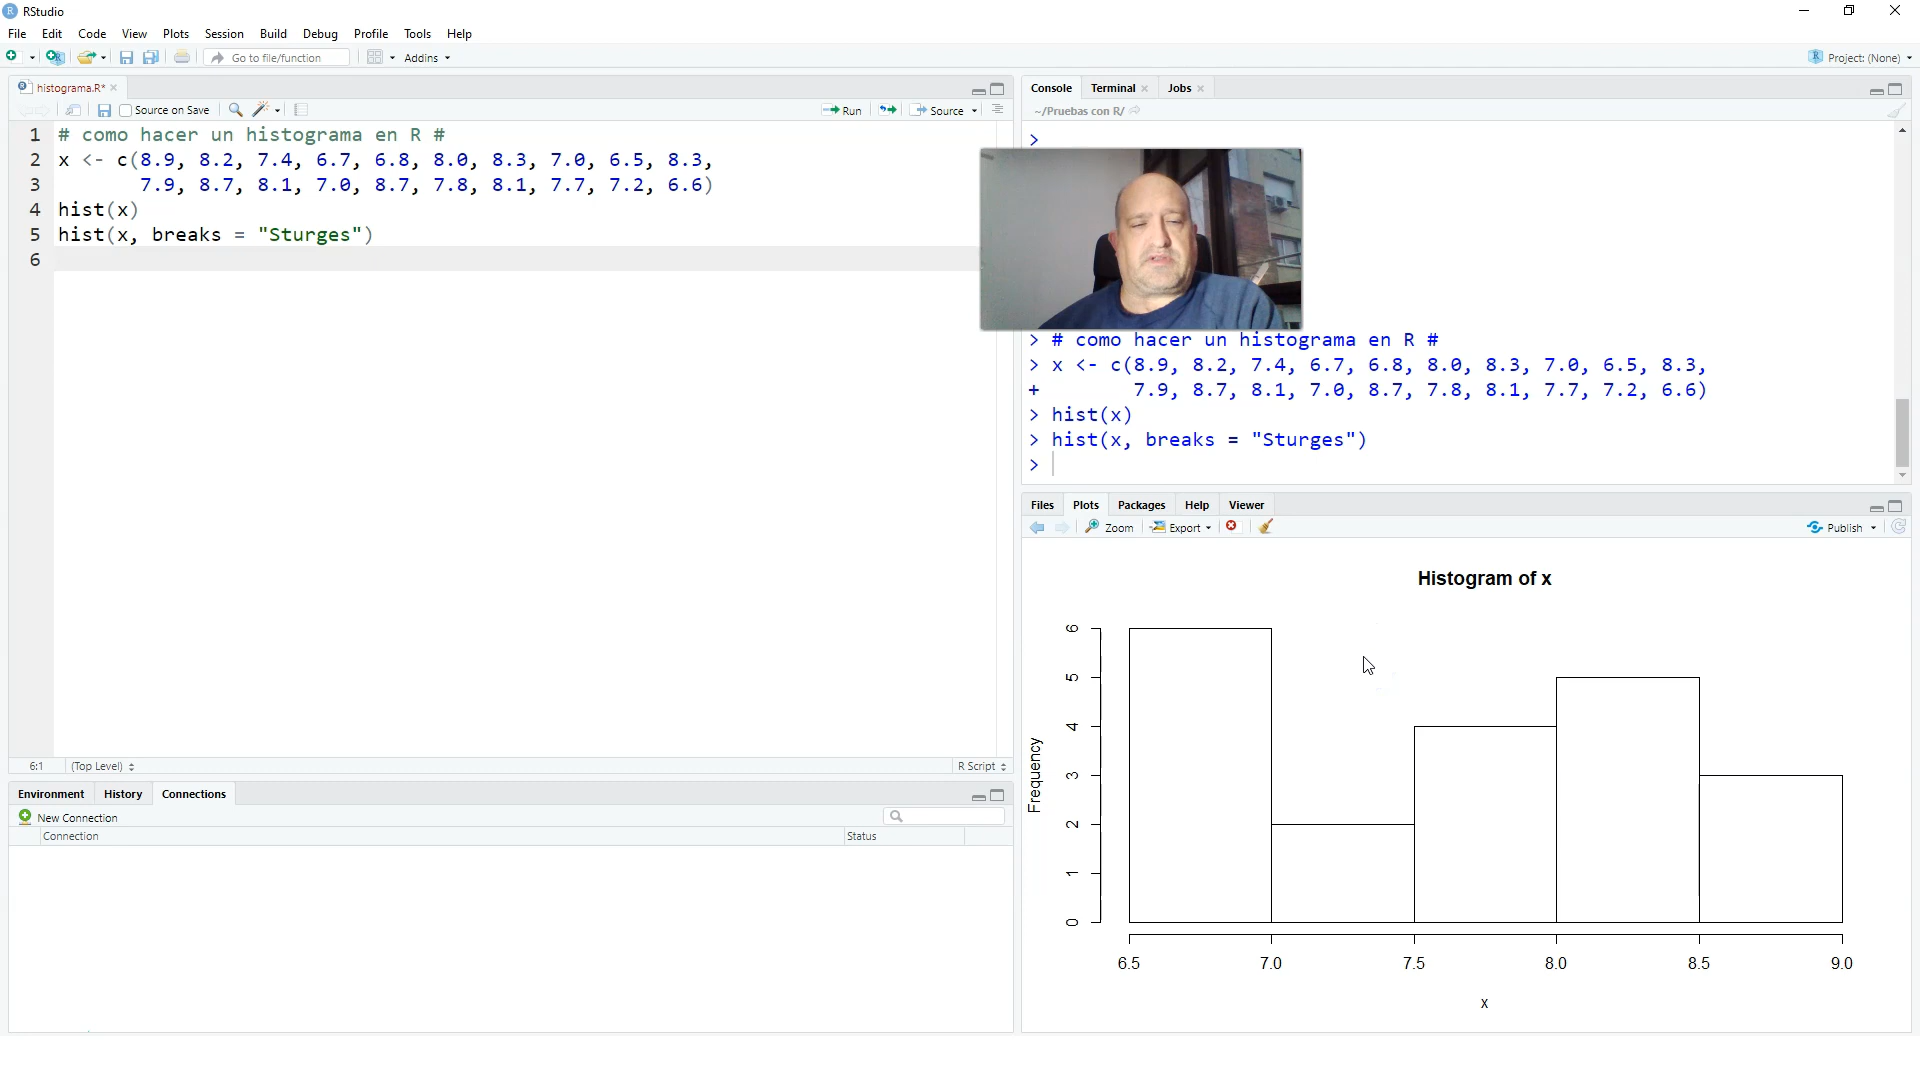 RStudio
File Edit Code View Plots Session Build Debug Profile Tools Help
Go to file/function Addins Project: (None)
histograma.R*
Source on Save Run Source
1 # como hacer un histograma en R #
2 x <- c(8.9, 8.2, 7.4, 6.7, 6.8, 8.0, 8.3, 7.0, 6.5, 8.3,
3 7.9, 8.7, 8.1, 7.0, 8.7, 7.8, 8.1, 7.7, 7.2, 6.6)
4 hist(x)
5 hist(x, breaks = "Sturges")
6
6:1 (Top Level) R Script
Environment History Connections
New Connection
Connection Status
Console Terminal Jobs
~/Pruebas con R/
>
> # como hacer un histograma en R #
> x <- c(8.9, 8.2, 7.4, 6.7, 6.8, 8.0, 8.3, 7.0, 6.5, 8.3,
+ 7.9, 8.7, 8.1, 7.0, 8.7, 7.8, 8.1, 7.7, 7.2, 6.6)
> hist(x)
> hist(x, breaks = "Sturges")
>
Files Plots Packages Help Viewer
Zoom Export Publish
Histogram of x
6
5
4
3
2
1
0
Frequency
6.5 7.0 7.5 8.0 8.5 9.0
x